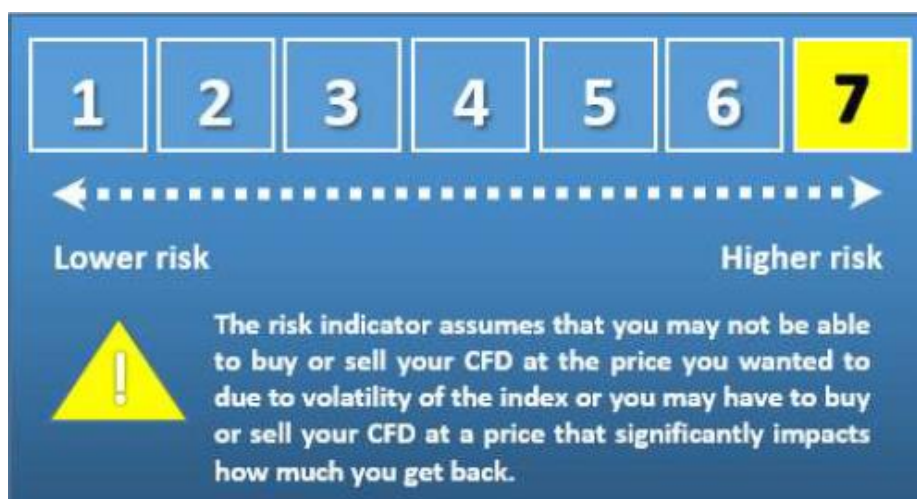 1 2 3 4 5 6 7
Lower risk Higher risk
!
The risk indicator assumes that you may not be able
to buy or sell your CFD at the price you wanted to
due to volatility of the index or you may have to buy
or sell your CFD at a price that significantly impacts
how much you get back.